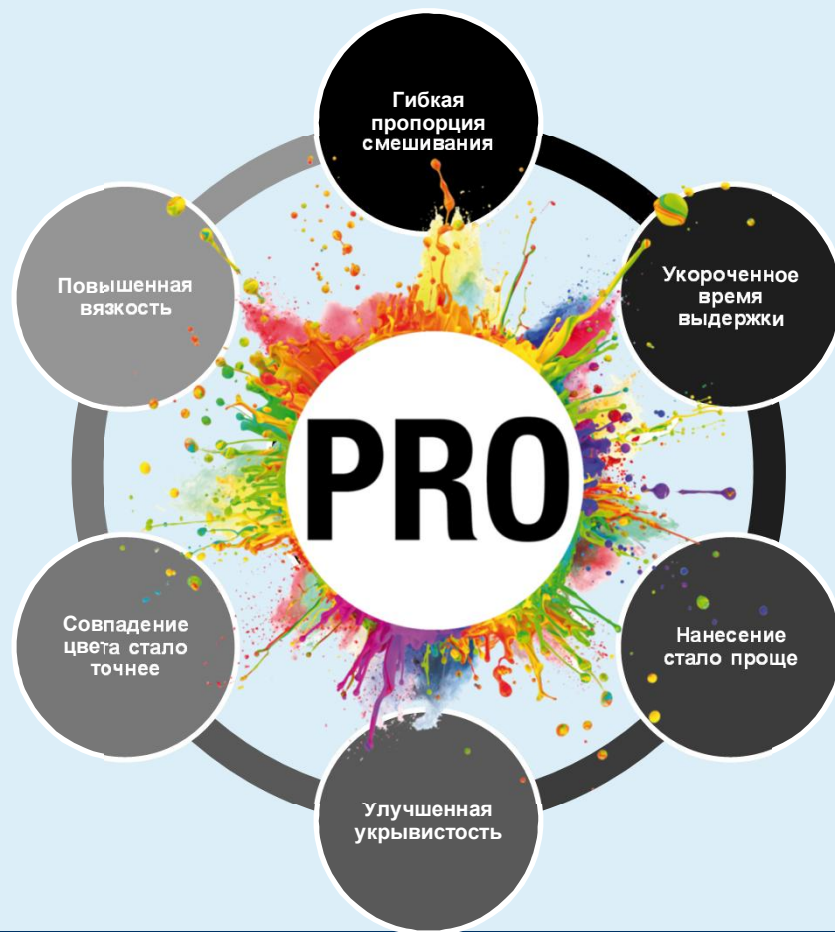 Гибкая
пропорция
смешивания
Укороченное
время
выдержки
Нанесение
стало проще
Улучшенная
укрывистость
Совпадение
цвета стало
точнее
Повышенная
вязкость
PRO